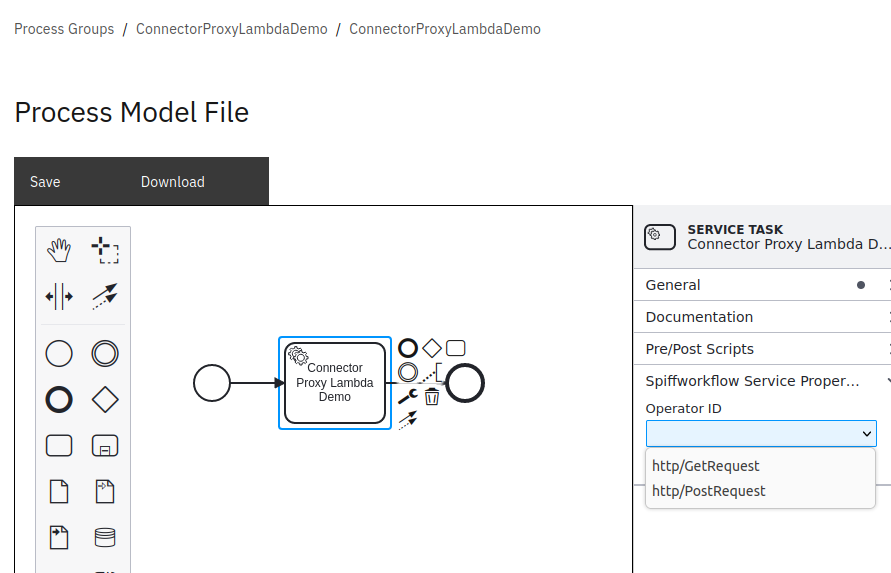 Process Groups / ConnectorProxyLambdaDemo / ConnectorProxyLambdaDemo
Process Model File
Save Download
SERVICE TASK
Connector Proxy Lambda D...
General
Documentation
Pre/Post Scripts
Spiffworkflow Service Proper...
Operator ID
http/GetRequest
http/PostRequest
Connector
Proxy Lambda
Demo